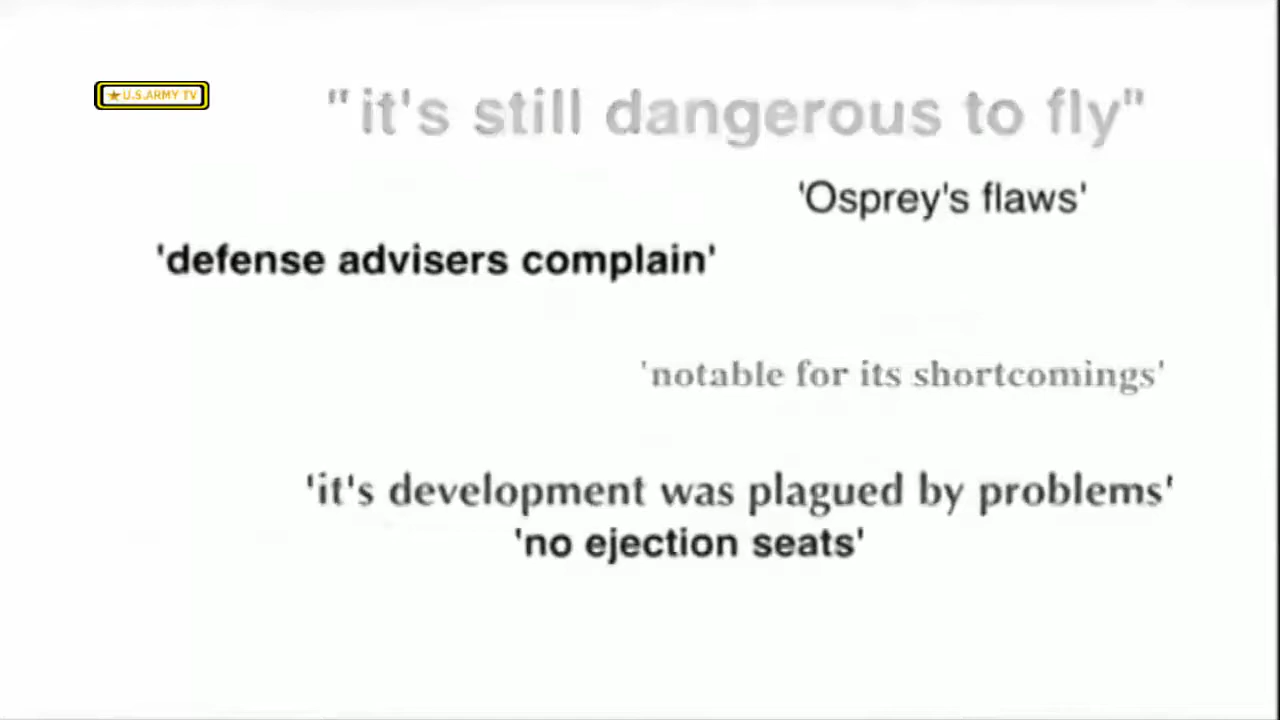 ★U.S.ARMY TV
"it's still dangerous to fly"
'Osprey's flaws'
'defense advisers complain'
'notable for its shortcomings'
'it's development was plagued by problems'
'no ejection seats'